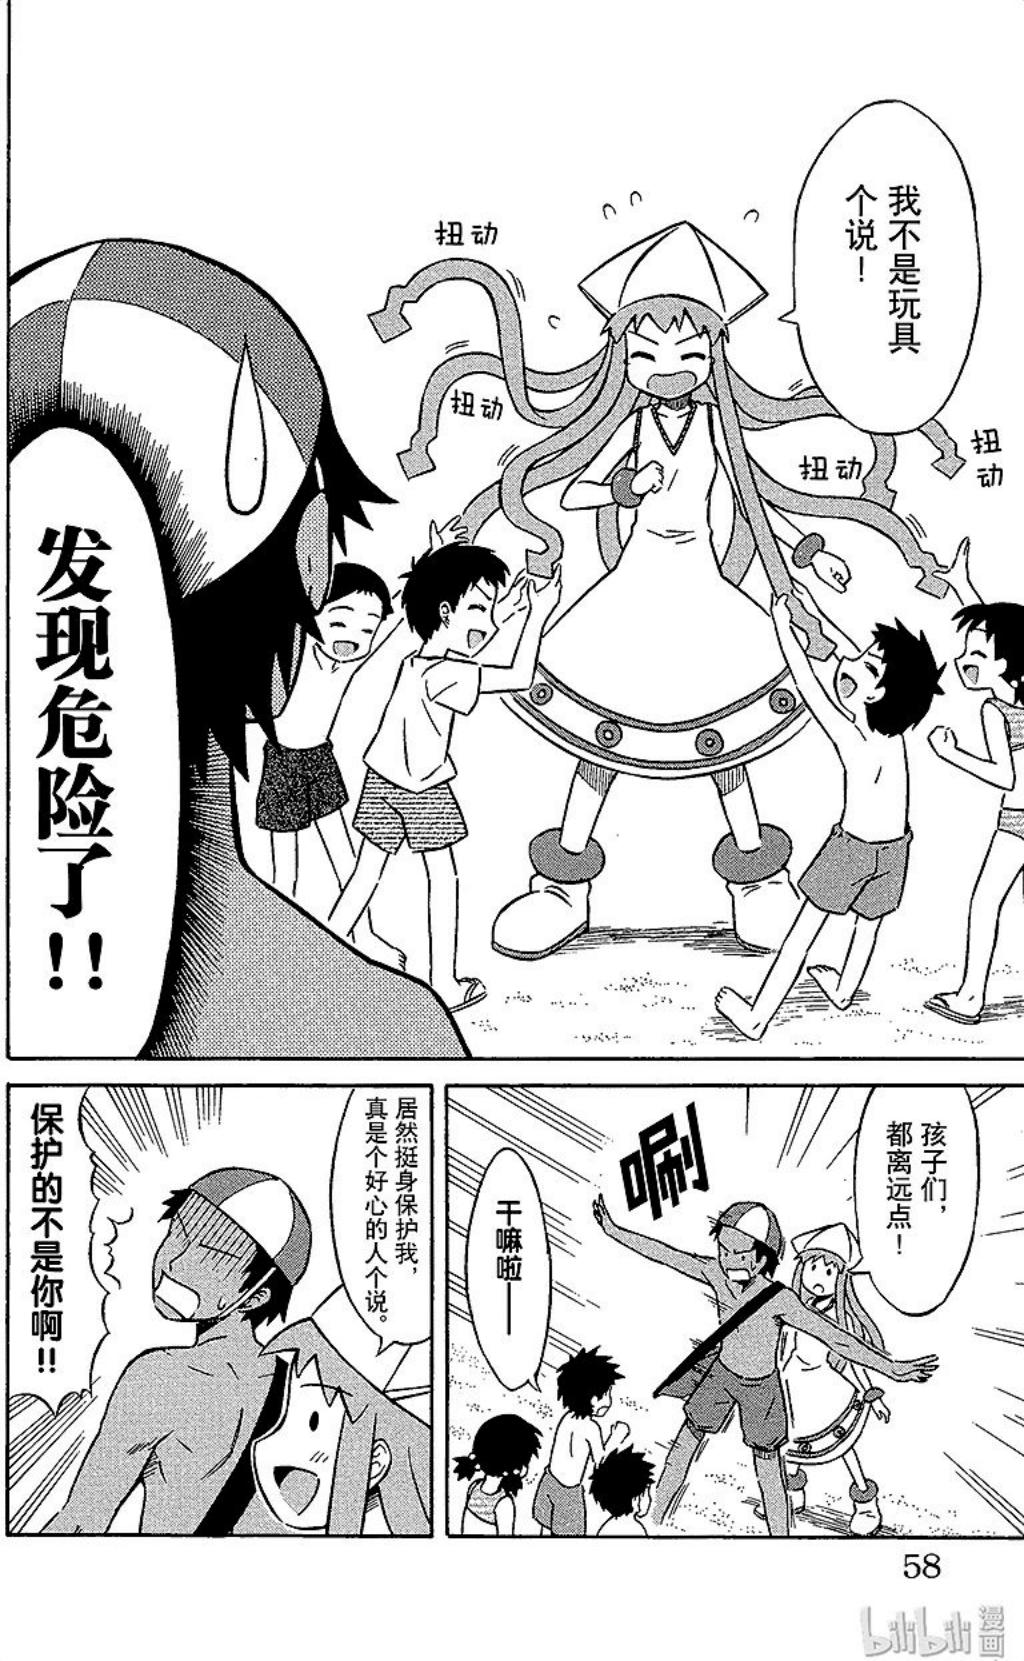 我不是玩具
个说！
扭动
扭动
扭动
扭动
发现危险了！！
孩子们，
都离远点！
唰
干嘛啦——
居然挺身保护我，
真是个好心的人个说。
保护的不是你啊！！
58
bilibili漫画